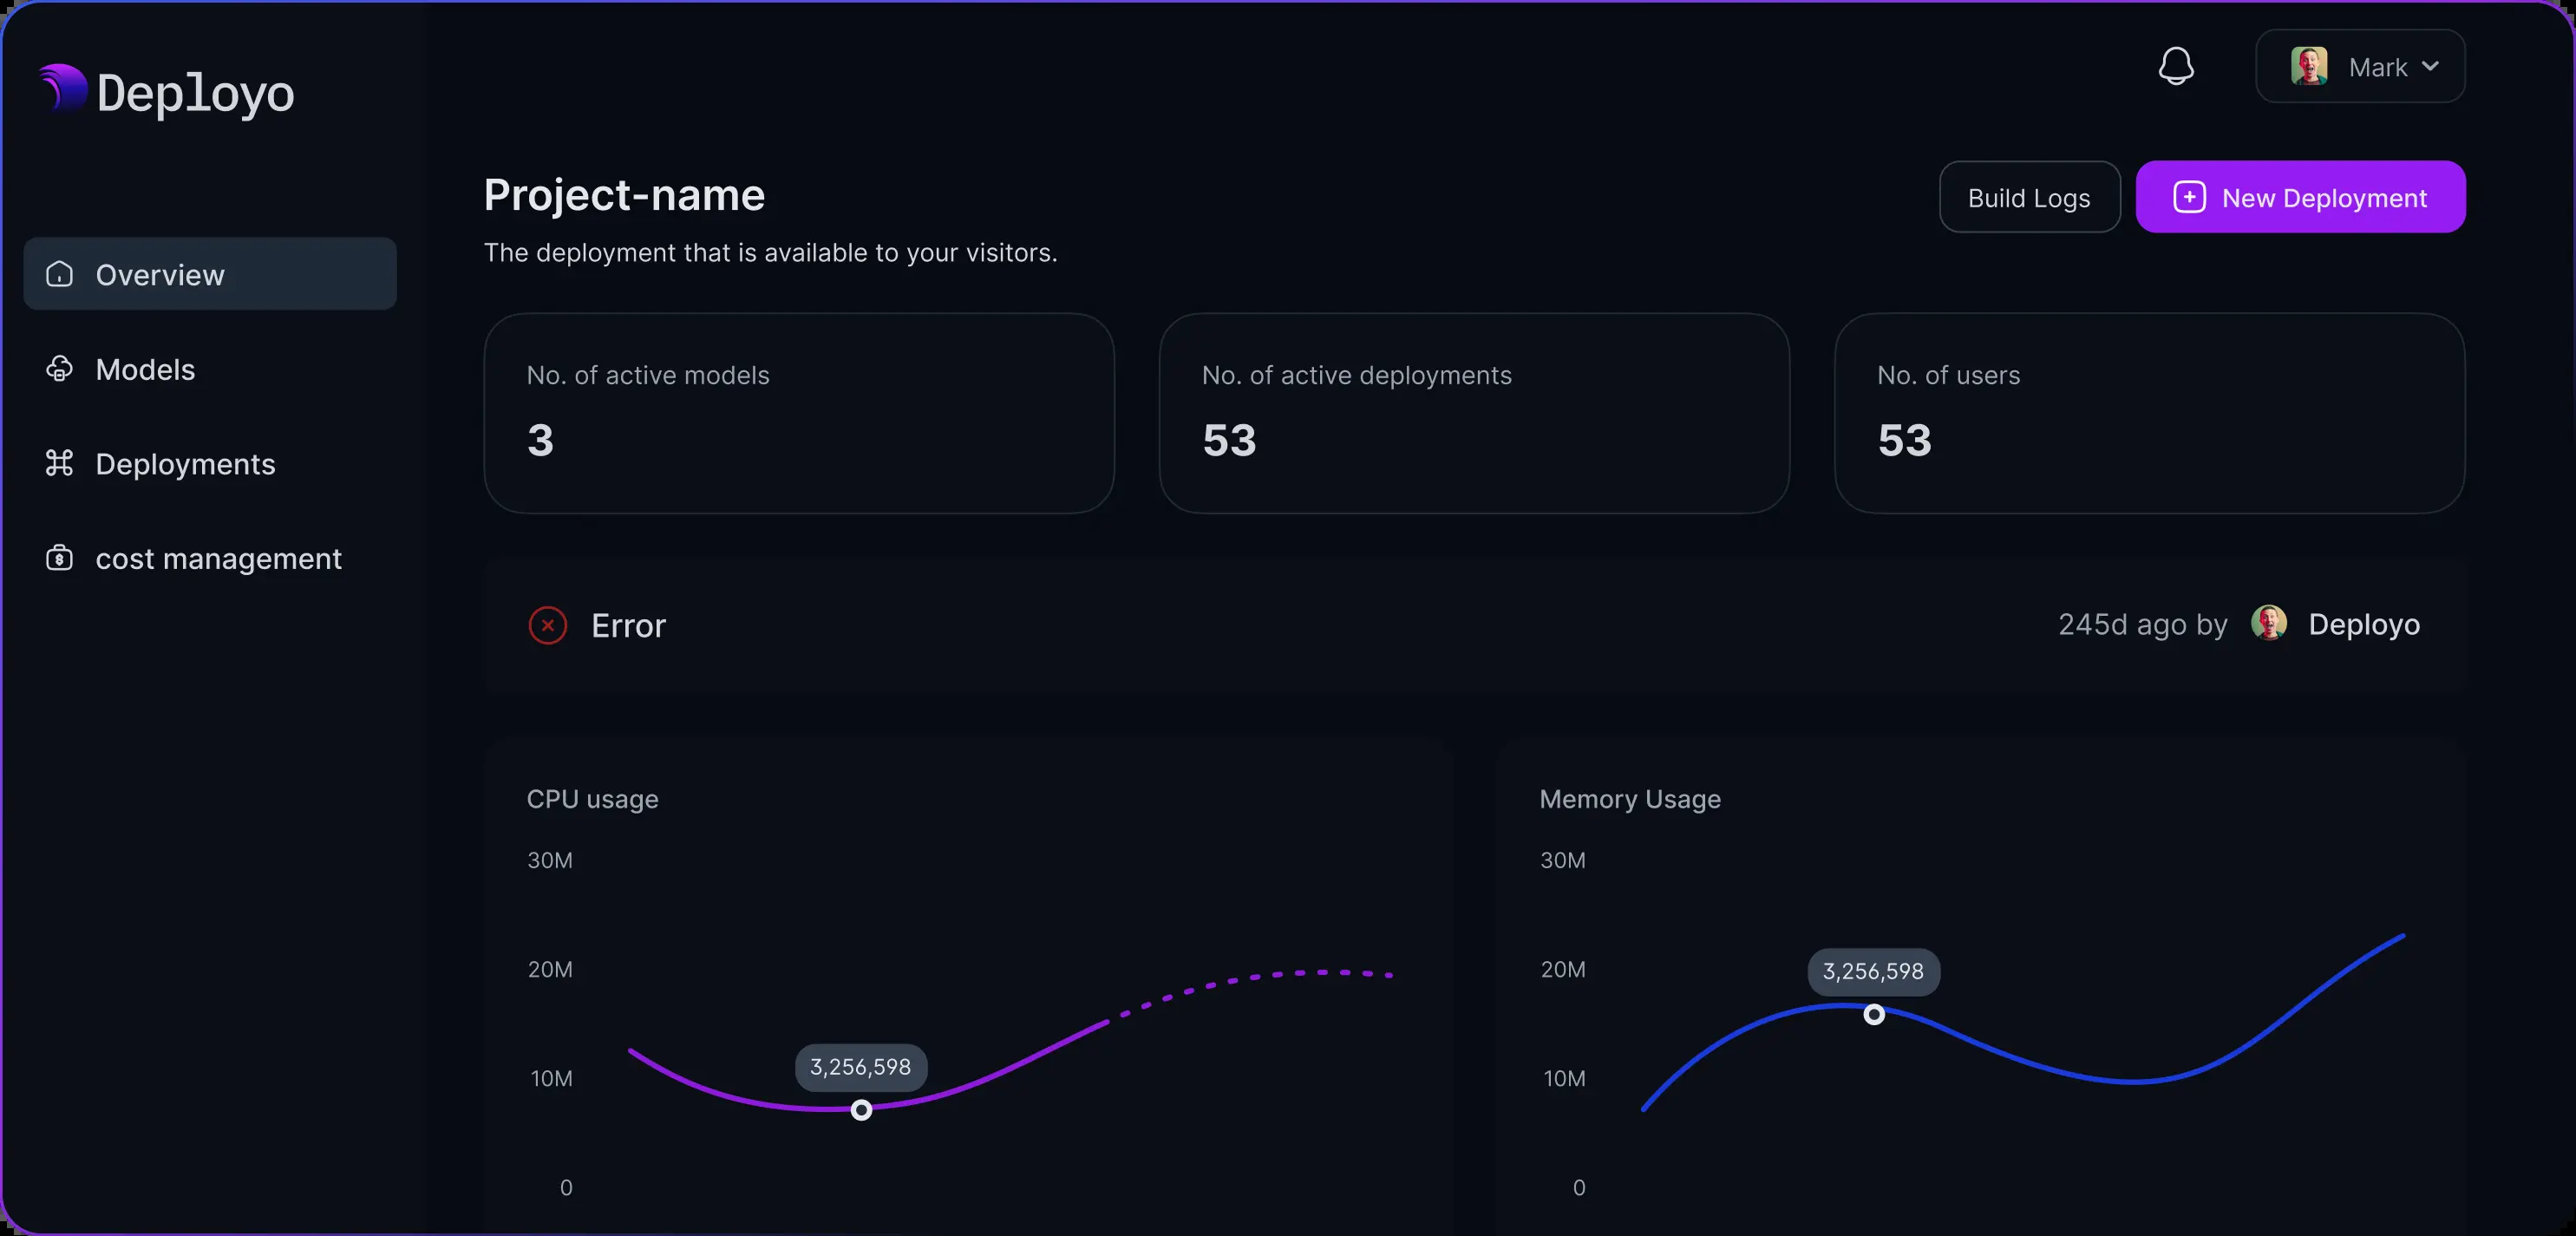 Deployo
Mark
Project-name
The deployment that is available to your visitors.
Build Logs
New Deployment
Overview
Models
Deployments
cost management
No. of active models
3
No. of active deployments
53
No. of users
53
Error
245d ago by Deployo
CPU usage
30M
20M
10M
0
3,256,598
Memory Usage
30M
20M
10M
0
3,256,598